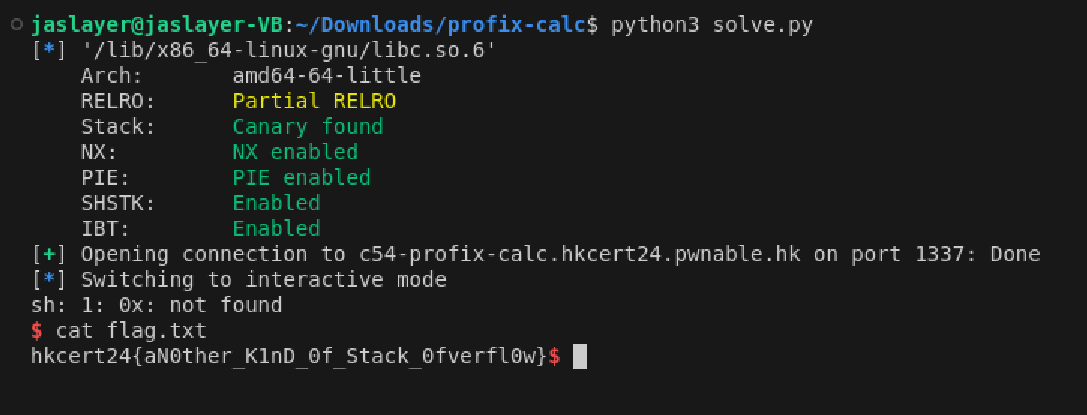 jaslayer@jaslayer-VB:~/Downloads/profix-calc$ python3 solve.py
[*] '/lib/x86_64-linux-gnu/libc.so.6'
    Arch:       amd64-64-little
    RELRO:      Partial RELRO
    Stack:      Canary found
    NX:         NX enabled
    PIE:        PIE enabled
    SHSTK:      Enabled
    IBT:        Enabled
[+] Opening connection to c54-profix-calc.hkcert24.pwnable.hk on port 1337: Done
[*] Switching to interactive mode
sh: 1: 0x: not found
$ cat flag.txt
hkcert24{aN0ther_K1nD_0f_Stack_0fverfl0w}$